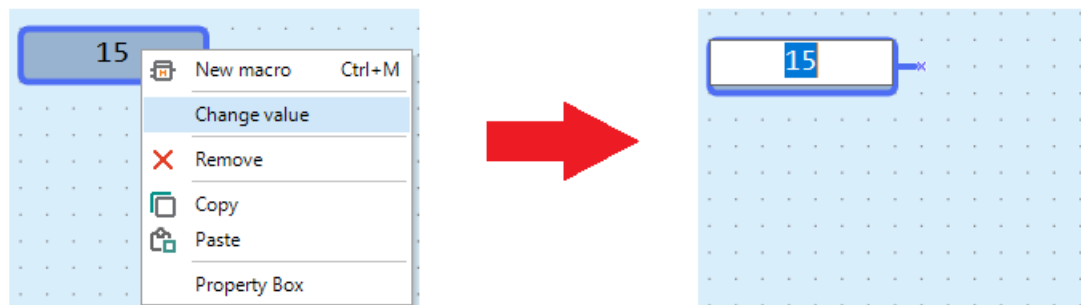 15
New macro Ctrl+M
Change value
Remove
Copy
Paste
Property Box
15